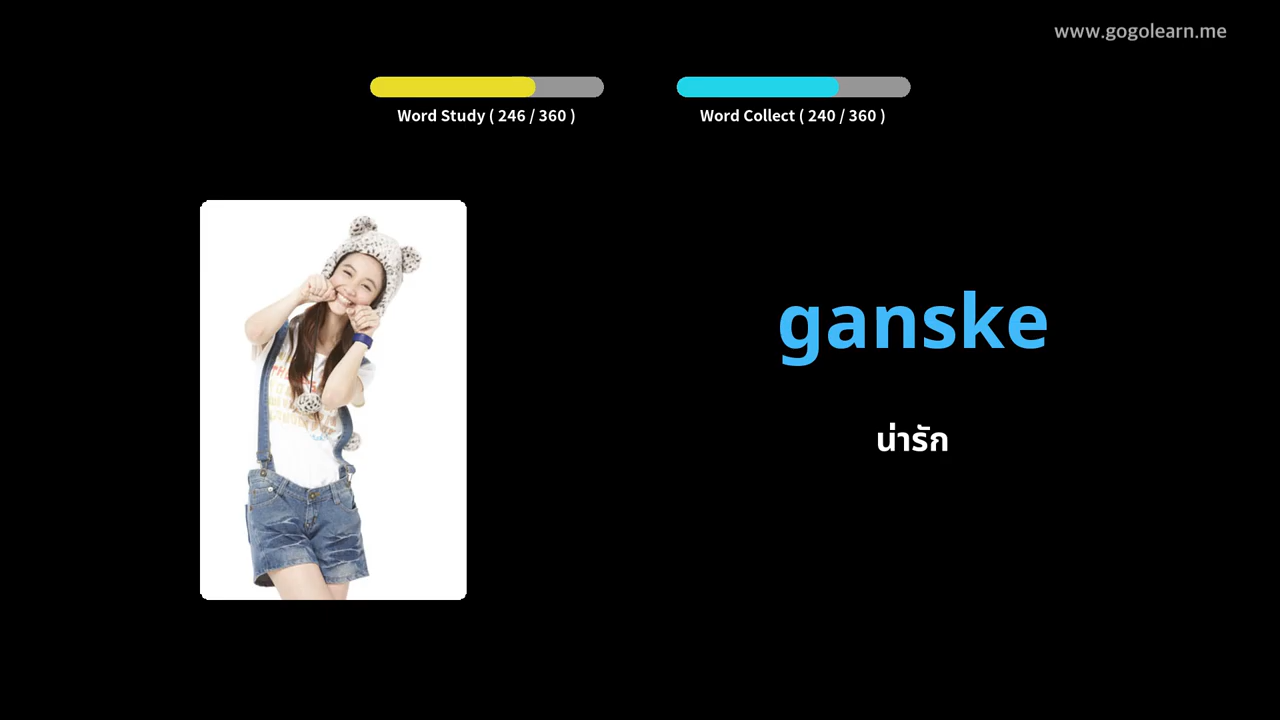 www.gogolearn.me
Word Study ( 246 / 360 )
Word Collect ( 240 / 360 )
ganske
น่ารัก